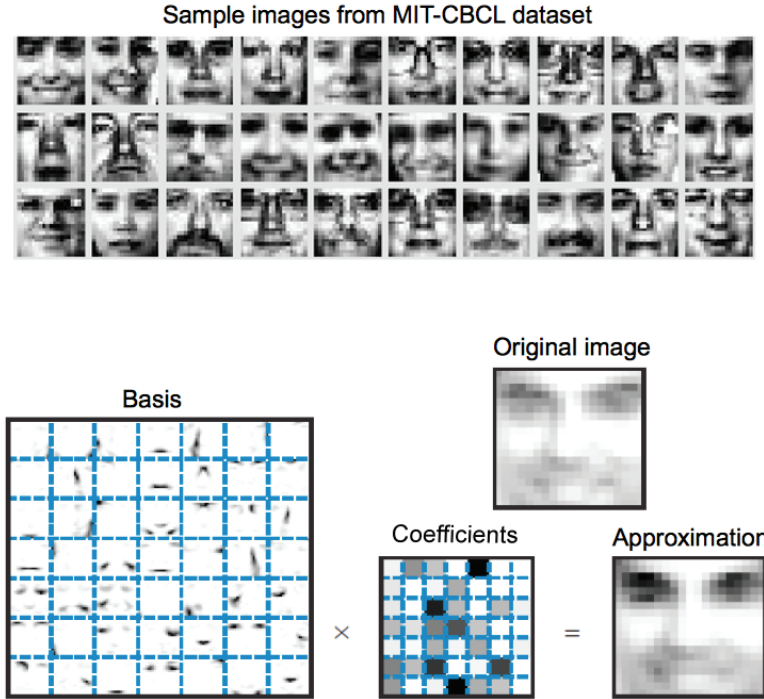 Sample images from MIT-CBCL dataset
Original image
Basis
Coefficients
Approximation
×
=